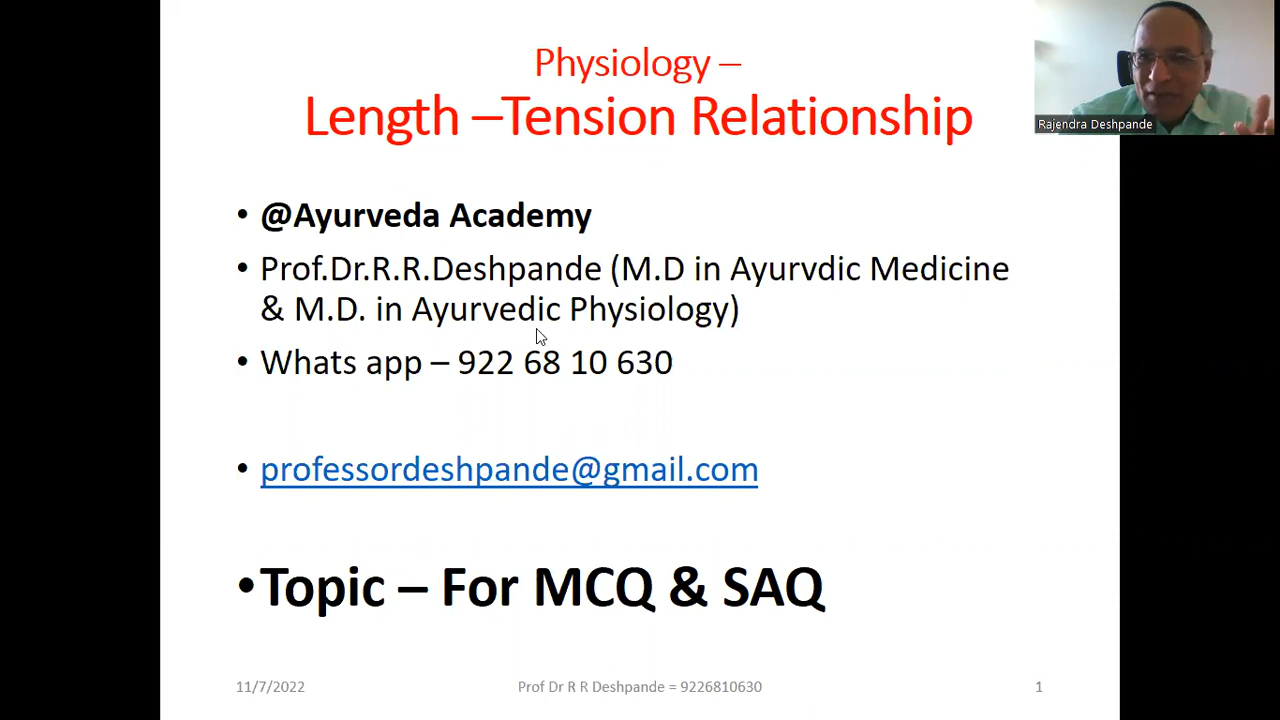 Physiology –
Length –Tension Relationship
Rajendra Deshpande
• @Ayurveda Academy
• Prof.Dr.R.R.Deshpande (M.D in Ayurvdic Medicine
& M.D. in Ayurvedic Physiology)
• Whats app – 922 68 10 630
• professordeshpande@gmail.com
•Topic – For MCQ & SAQ
11/7/2022
Prof Dr R R Deshpande = 9226810630
1